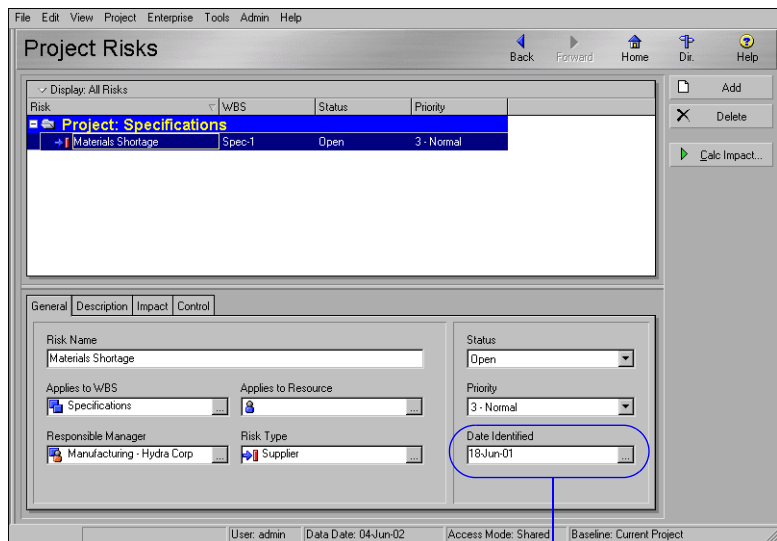 File Edit View Project Enterprise Tools Admin Help
Project Risks
Back Forward Home Dir. Help
Display: All Risks
Risk WBS Status Priority
Project: Specifications
Materials Shortage Spec-1 Open 3 - Normal
Add
Delete
Calc Impact...
General Description Impact Control
Risk Name
Materials Shortage
Status
Open
Applies to WBS Applies to Resource Priority
Specifications ... ... 3 - Normal
Responsible Manager Risk Type Date Identified
Manufacturing - Hydra Corp ... Supplier ... 18-Jun-01 ...
User: admin Data Date: 04-Jun-02 Access Mode: Shared Baseline: Current Project